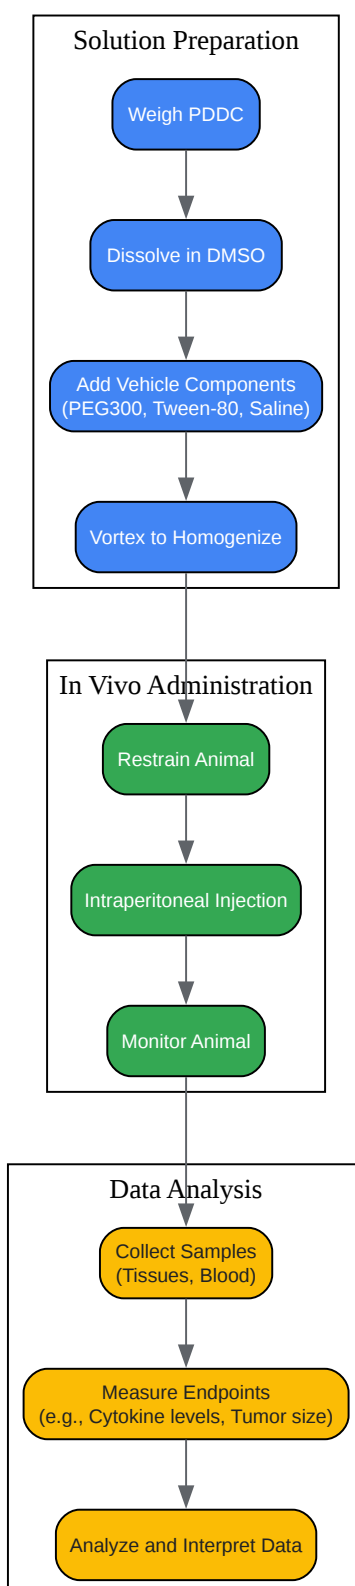 Solution Preparation
Weigh PDDC
Dissolve in DMSO
Add Vehicle Components
(PEG300, Tween-80, Saline)
Vortex to Homogenize
In Vivo Administration
Restrain Animal
Intraperitoneal Injection
Monitor Animal
Data Analysis
Collect Samples
(Tissues, Blood)
Measure Endpoints
(e.g., Cytokine levels, Tumor size)
Analyze and Interpret Data